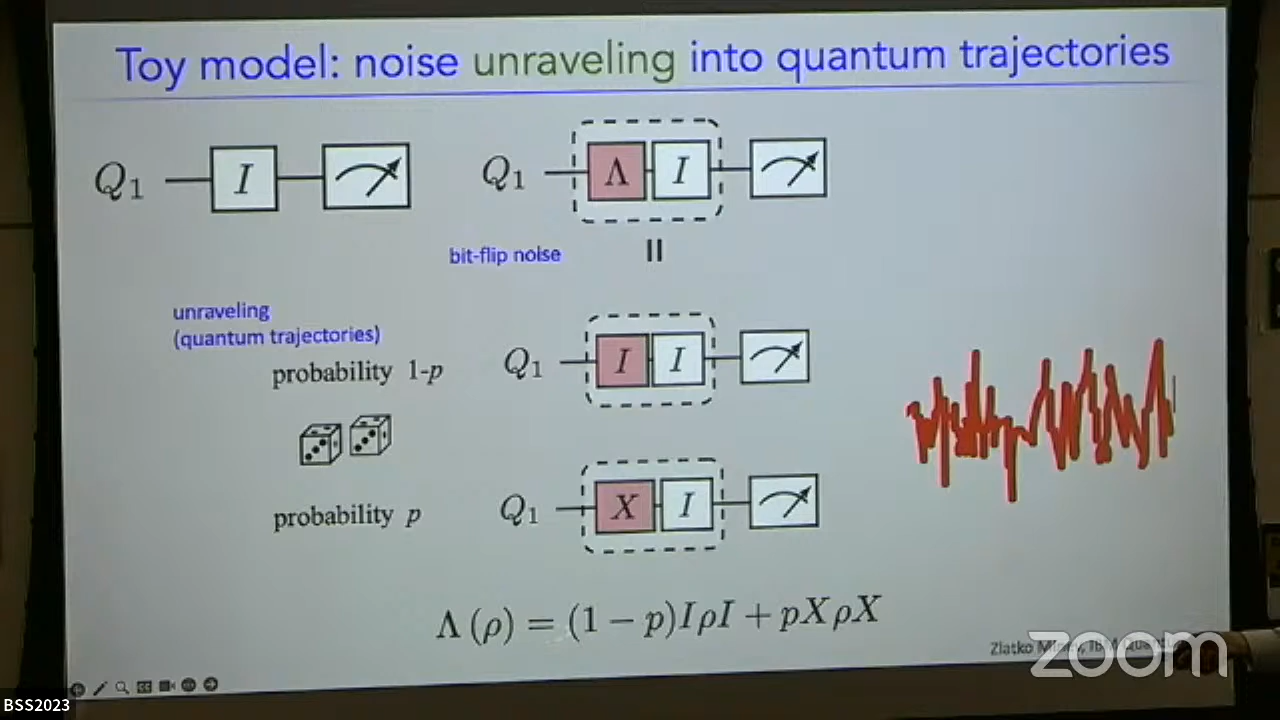 Toy model: noise unraveling into quantum trajectories
Q₁ I
Q₁ Λ I
bit-flip noise
=
unraveling
(quantum trajectories)
probability 1-p
Q₁ I I
probability p
Q₁ X I
Λ (ρ) = (1 − p)IρI + pXρX
Zlatko
zoom
BSS2023